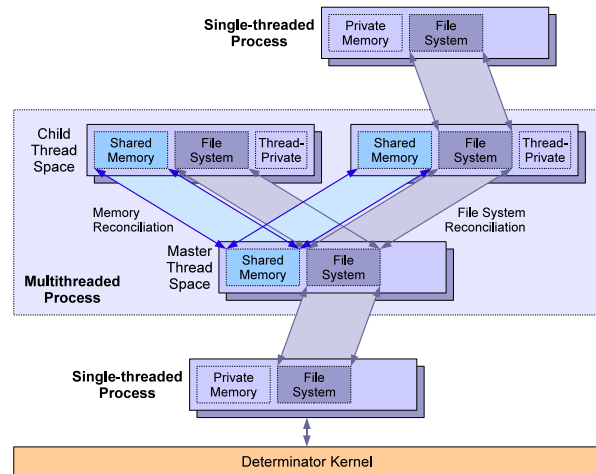 Single-threaded
Process
Private
Memory
File
System
Child
Thread
Space
Shared
Memory
File
System
Thread-
Private
Shared
Memory
File
System
Thread-
Private
Memory
Reconciliation
File System
Reconciliation
Master
Thread
Space
Shared
Memory
File
System
Multithreaded
Process
Single-threaded
Process
Private
Memory
File
System
Determinator Kernel